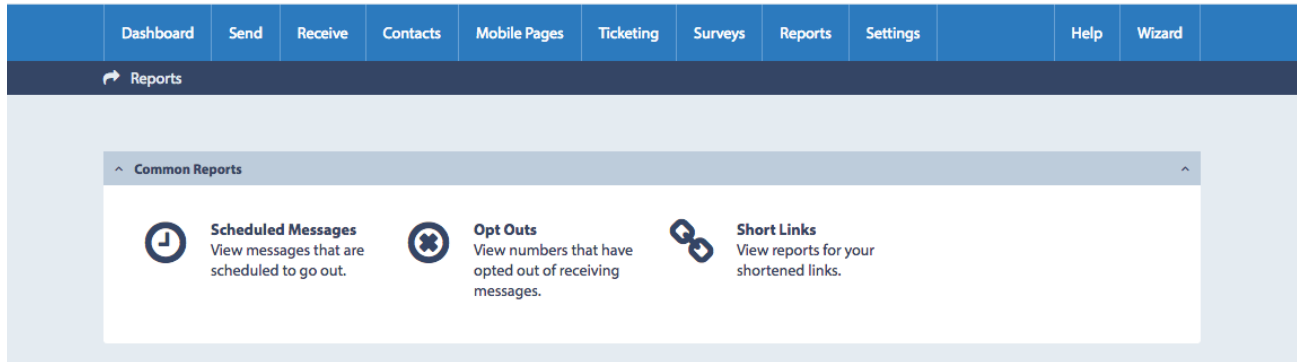 Dashboard Send Receive Contacts Mobile Pages Ticketing Surveys Reports Settings Help Wizard
Reports
Common Reports
Scheduled Messages
View messages that are
scheduled to go out.
Opt Outs
View numbers that have
opted out of receiving
messages.
Short Links
View reports for your
shortened links.